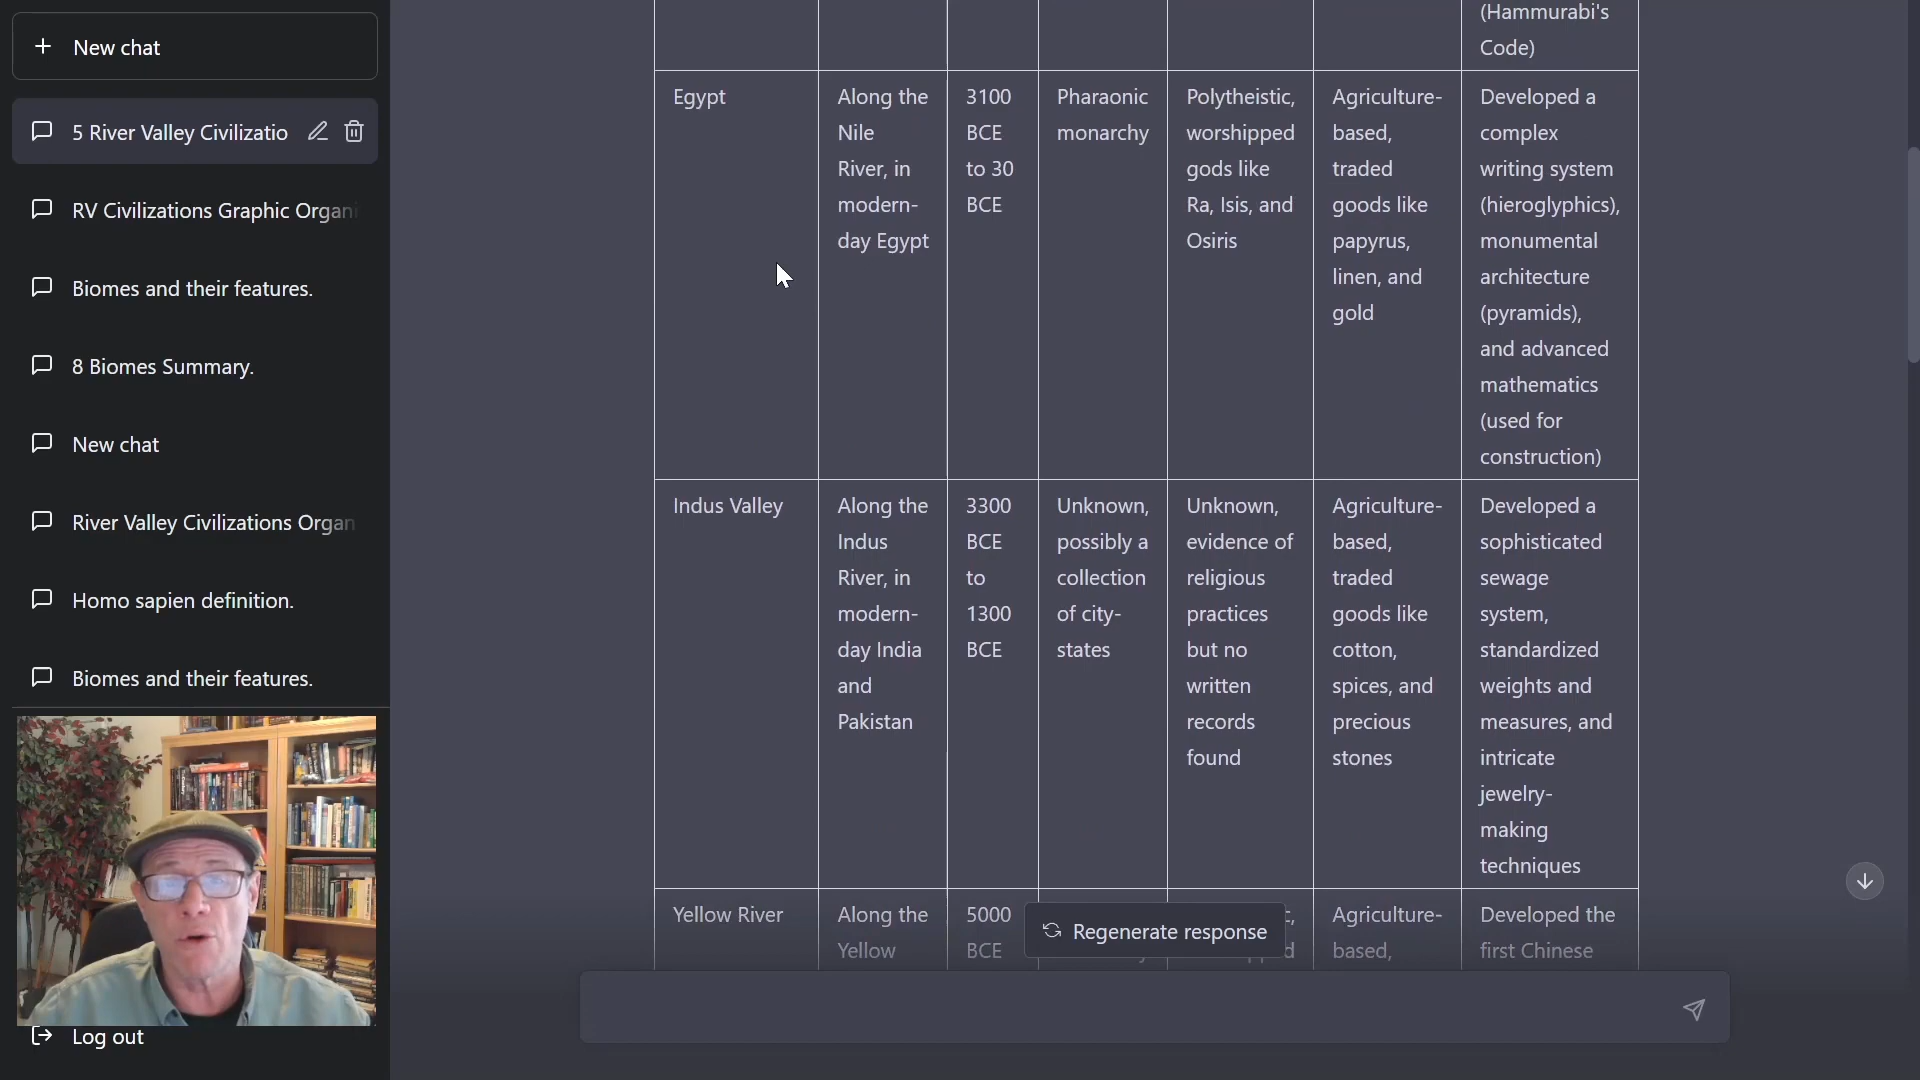 New chat
5 River Valley Civilizatio
RV Civilizations Graphic Organi
Biomes and their features.
8 Biomes Summary.
New chat
River Valley Civilizations Organ
Homo sapien definition.
Biomes and their features.
Log out
(Hammurabi's
Code)
Egypt
Along the
Nile
River, in
modern-
day Egypt
3100
BCE
to 30
BCE
Pharaonic
monarchy
Polytheistic,
worshipped
gods like
Ra, Isis, and
Osiris
Agriculture-
based,
traded
goods like
papyrus,
linen, and
gold
Developed a
complex
writing system
(hieroglyphics),
monumental
architecture
(pyramids),
and advanced
mathematics
(used for
construction)
Indus Valley
Along the
Indus
River, in
modern-
day India
and
Pakistan
3300
BCE
to
1300
BCE
Unknown,
possibly a
collection
of city-
states
Unknown,
evidence of
religious
practices
but no
written
records
found
Agriculture-
based,
traded
goods like
cotton,
spices, and
precious
stones
Developed a
sophisticated
sewage
system,
standardized
weights and
measures, and
intricate
jewelry-
making
techniques
Yellow River
Along the
Yellow
5000
BCE
Agriculture-
based,
Developed the
first Chinese
Regenerate response